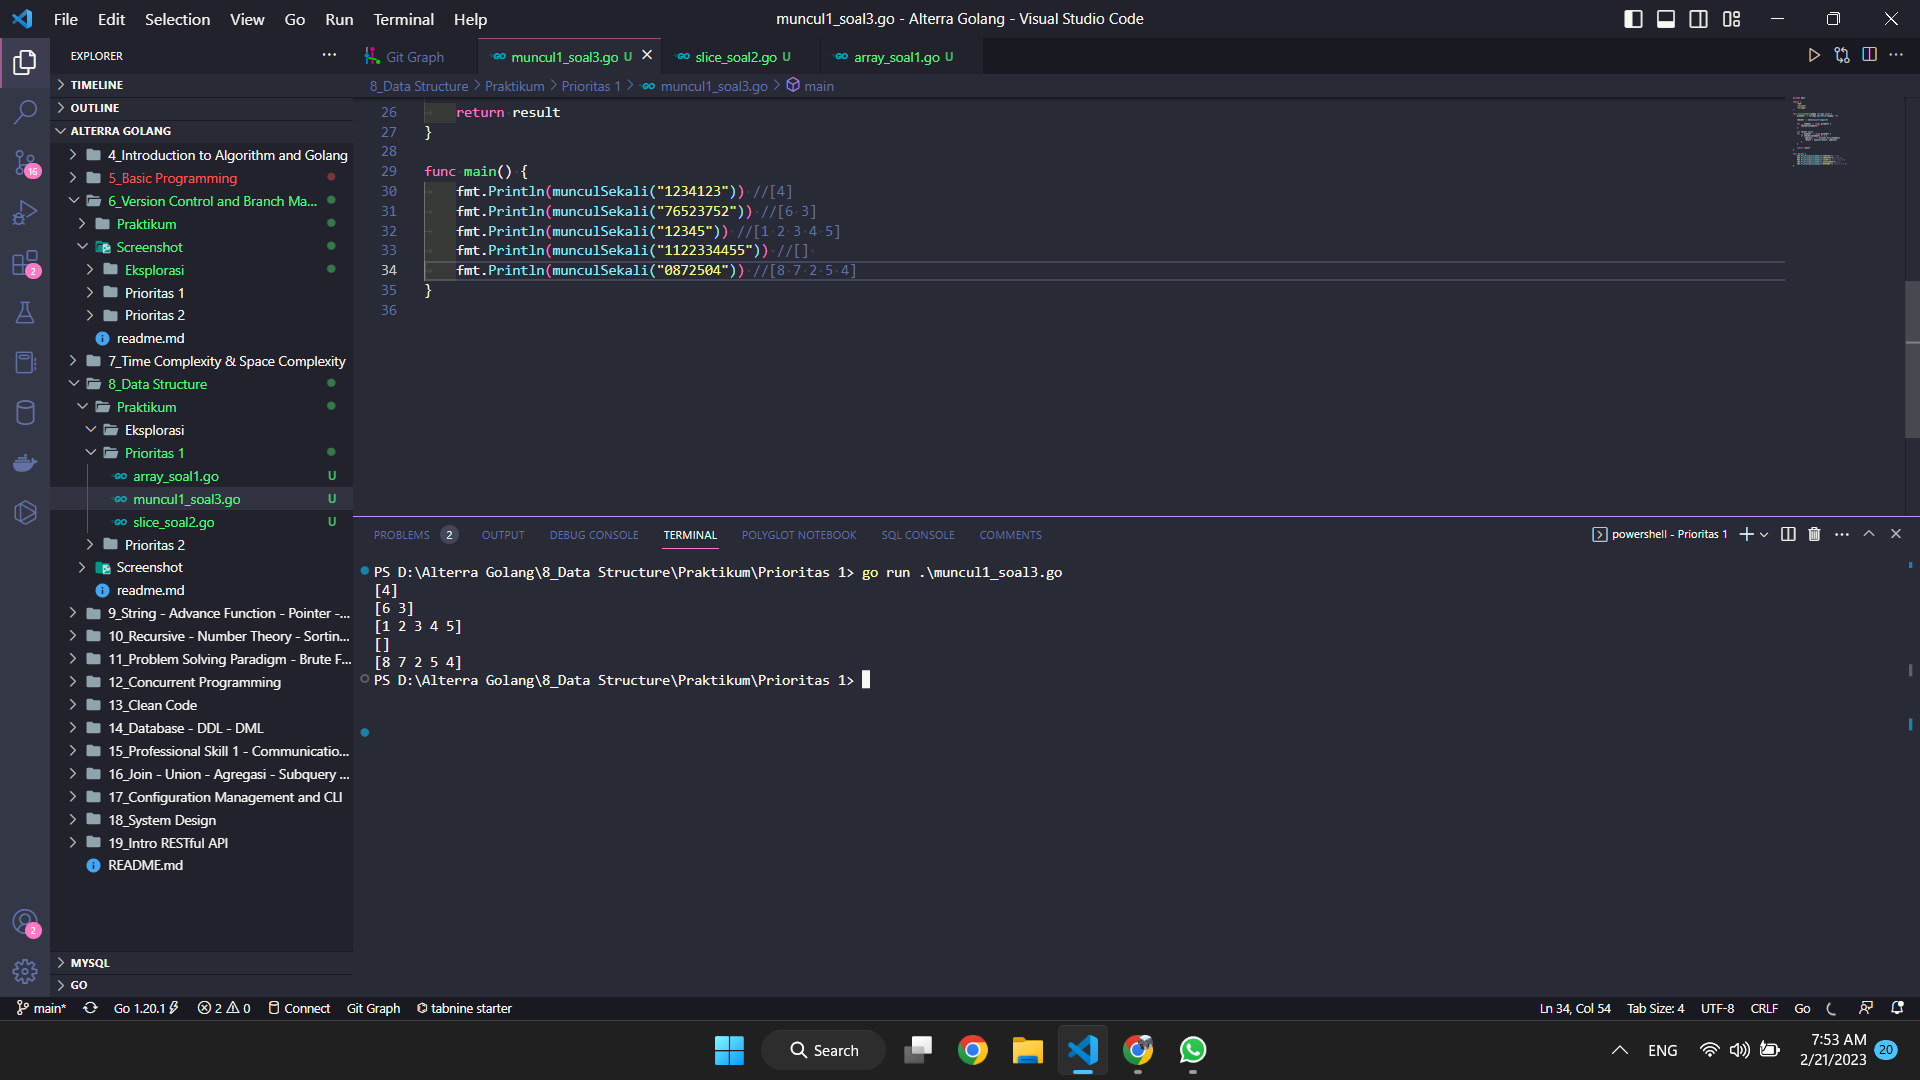 File Edit Selection View Go Run Terminal Help
muncul1_soal3.go - Alterra Golang - Visual Studio Code
EXPLORER
TIMELINE
OUTLINE
ALTERRA GOLANG
4_Introduction to Algorithm and Golang
5_Basic Programming
6_Version Control and Branch Ma...
Praktikum
Screenshot
Eksplorasi
Prioritas 1
Prioritas 2
readme.md
7_Time Complexity & Space Complexity
8_Data Structure
Praktikum
Eksplorasi
Prioritas 1
array_soal1.go U
muncul1_soal3.go U
slice_soal2.go U
Prioritas 2
Screenshot
readme.md
9_String - Advance Function - Pointer -...
10_Recursive - Number Theory - Sortin...
11_Problem Solving Paradigm - Brute F...
12_Concurrent Programming
13_Clean Code
14_Database - DDL - DML
15_Professional Skill 1 - Communicatio...
16_Join - Union - Agregasi - Subquery ...
17_Configuration Management and CLI
18_System Design
19_Intro RESTful API
README.md
MYSQL
GO
16
2
2
Git Graph
muncul1_soal3.go U
slice_soal2.go U
array_soal1.go U
8_Data Structure > Praktikum > Prioritas 1 > muncul1_soal3.go > main
26 return result
27 }
28
29 func main() {
30 fmt.Println(munculSekali("1234123")) //[4]
31 fmt.Println(munculSekali("76523752")) //[6 3]
32 fmt.Println(munculSekali("12345")) //[1 2 3 4 5]
33 fmt.Println(munculSekali("1122334455")) //[]
34 fmt.Println(munculSekali("0872504")) //[8 7 2 5 4]
35 }
36
PROBLEMS 2 OUTPUT DEBUG CONSOLE TERMINAL POLYGLOT NOTEBOOK SQL CONSOLE COMMENTS
powershell - Prioritas 1
PS D:\Alterra Golang\8_Data Structure\Praktikum\Prioritas 1> go run .\muncul1_soal3.go
[4]
[6 3]
[1 2 3 4 5]
[]
[8 7 2 5 4]
PS D:\Alterra Golang\8_Data Structure\Praktikum\Prioritas 1>
main* Go 1.20.1 2 0 Connect Git Graph tabnine starter
Ln 34, Col 54 Tab Size: 4 UTF-8 CRLF Go
Search
ENG
7:53 AM
2/21/2023
20